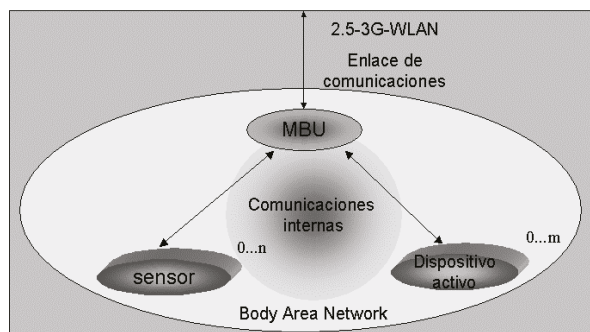 2.5-3G-WLAN
Enlace de
comunicaciones
MBU
Comunicaciones
internas
0...n
sensor
0...m
Dispositivo
activo
Body Area Network